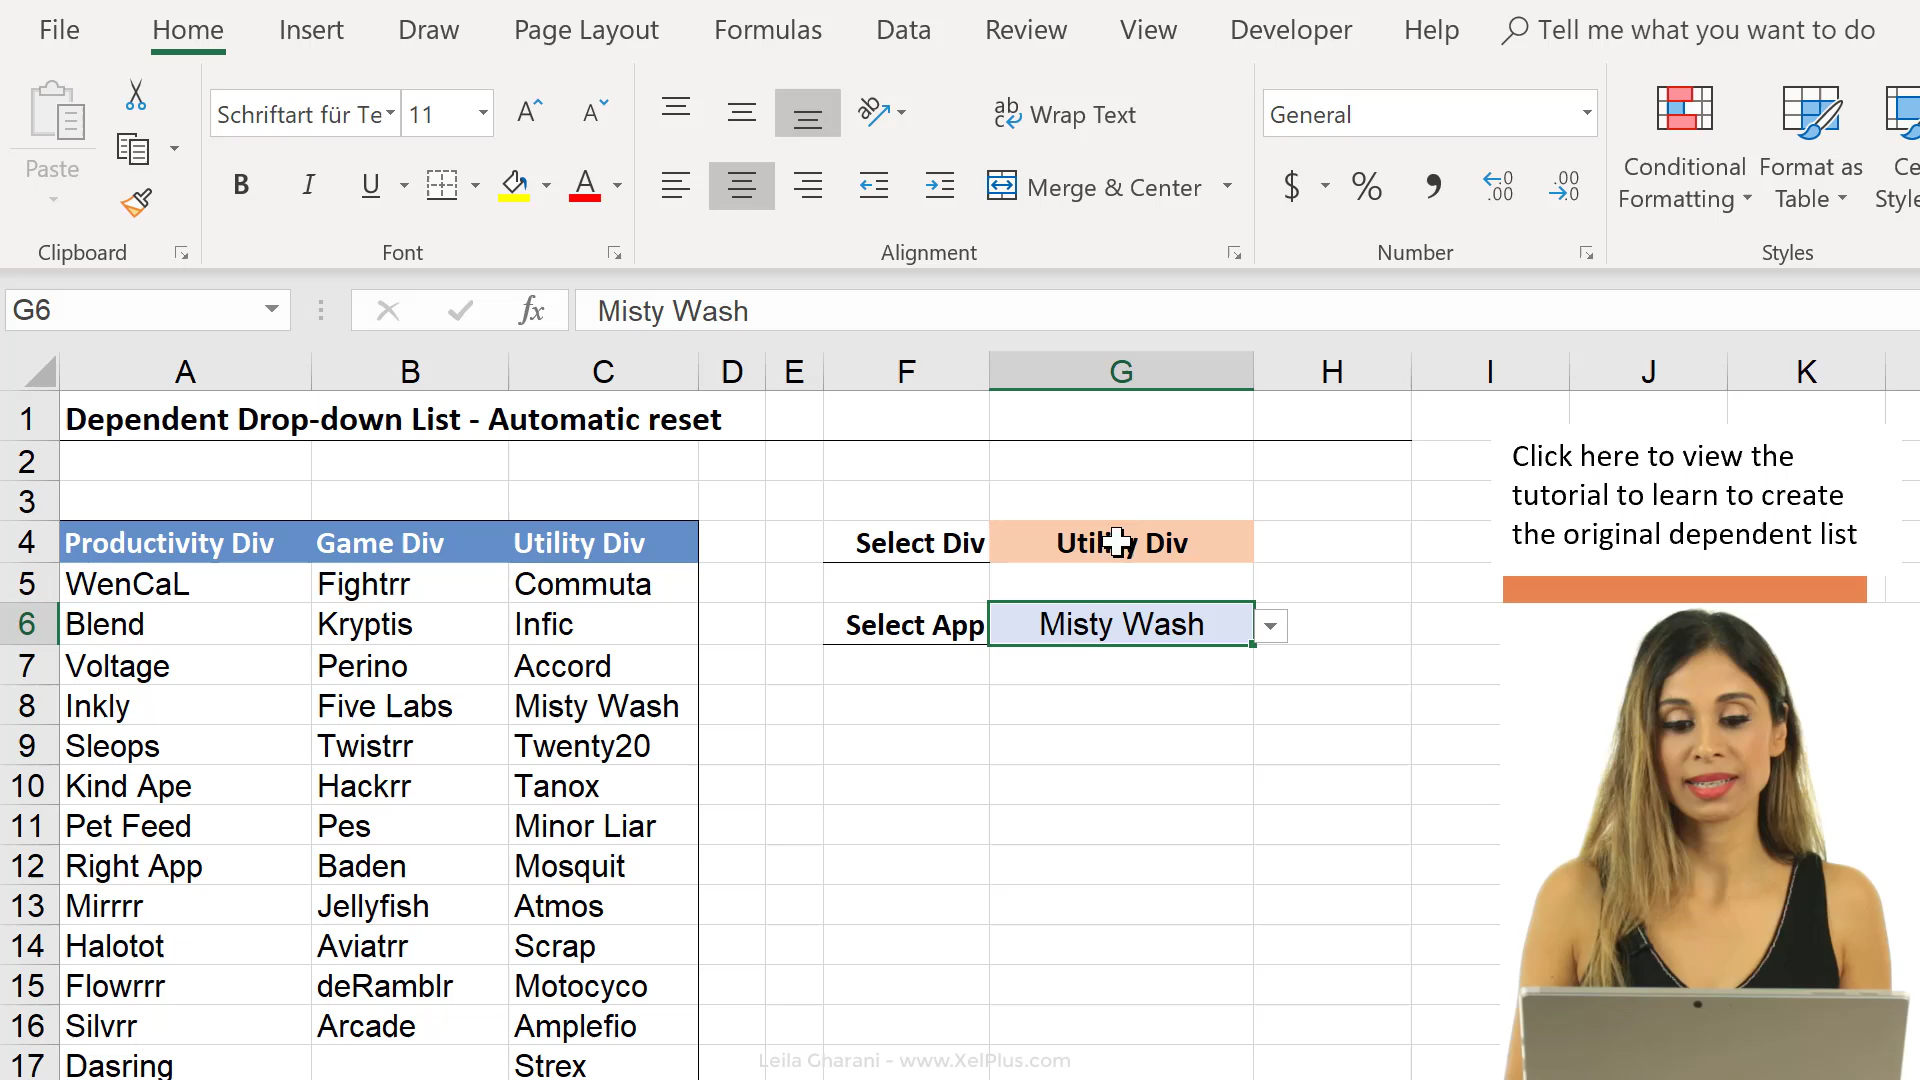 File Home Insert Draw Page Layout Formulas Data Review View Developer Help Tell me what you want to do
Paste
Clipboard
Schriftart für Te 11
B I U A
Font
ab Wrap Text
Merge & Center
Alignment
General
$ % , .00 .00
Number
Conditional Formatting
Format as Table
Styles
G6 fx Misty Wash
A B C D E F G H I J K
1 Dependent Drop-down List - Automatic reset
2
3
4 Productivity Div Game Div Utility Div Select Div Utility Div
5 WenCaL Fightrr Commuta
6 Blend Kryptis Infic Select App Misty Wash
7 Voltage Perino Accord
8 Inkly Five Labs Misty Wash
9 Sleops Twistrr Twenty20
10 Kind Ape Hackrr Tanox
11 Pet Feed Pes Minor Liar
12 Right App Baden Mosquit
13 Mirrrr Jellyfish Atmos
14 Halotot Aviatrr Scrap
15 Flowrrr deRamblr Motocyco
16 Silvrr Arcade Amplefio
17 Dasring Strex
Click here to view the
tutorial to learn to create
the original dependent list
Leila Gharani - www.XelPlus.com